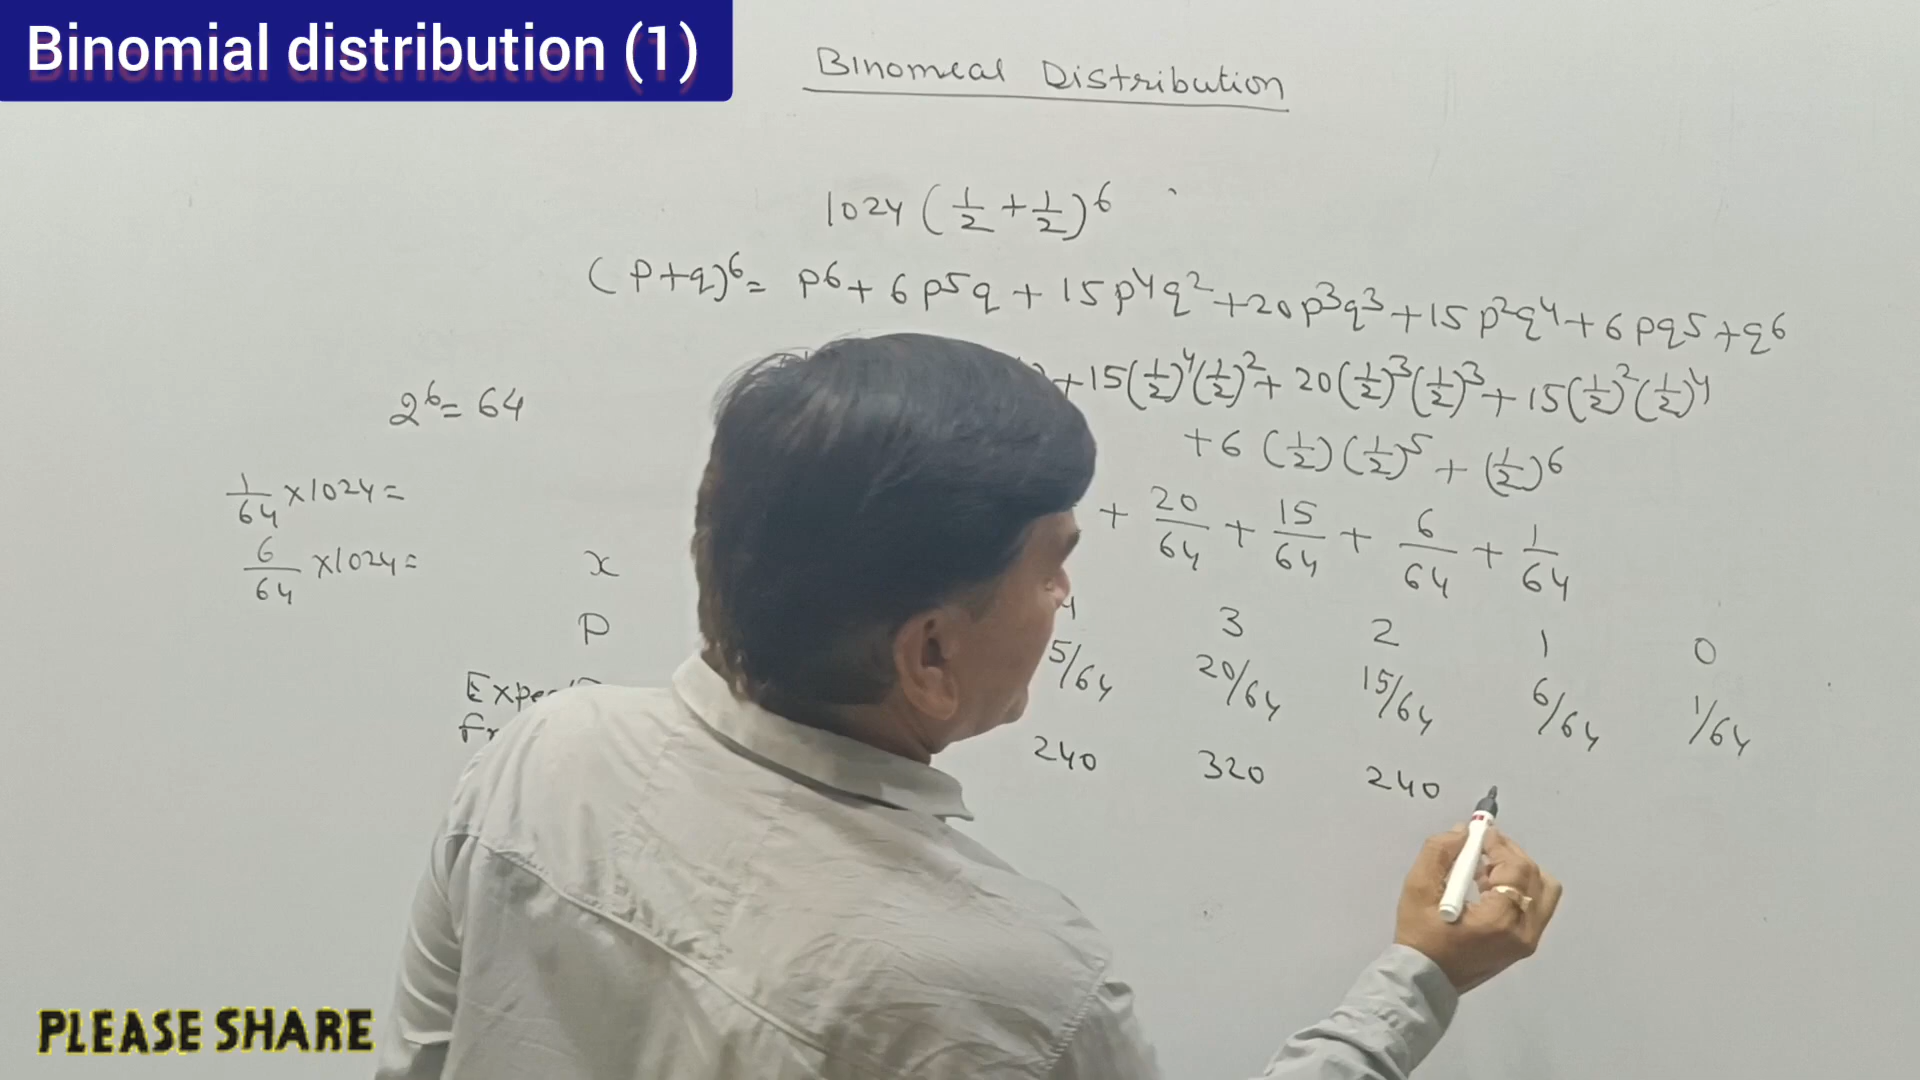 Binomial distribution (1)
Binomeal Distribution
1024 (1/2 + 1/2)^6
(p+q)^6 = p^6 + 6p^5q + 15p^4q^2 + 20p^3q^3 + 15p^2q^4 + 6pq^5 + q^6
+ 15(1/2)^4(1/2)^2 + 20(1/2)^3(1/2)^3 + 15(1/2)^2(1/2)^4
2^6 = 64
+ 6(1/2)(1/2)^5 + (1/2)^6
1/64 x1024 =
+ 20/64 + 15/64 + 6/64 + 1/64
6/64 x1024 =
x 4 3 2 1 0
P 5/64 20/64 15/64 6/64 1/64
240 320 240
PLEASE SHARE